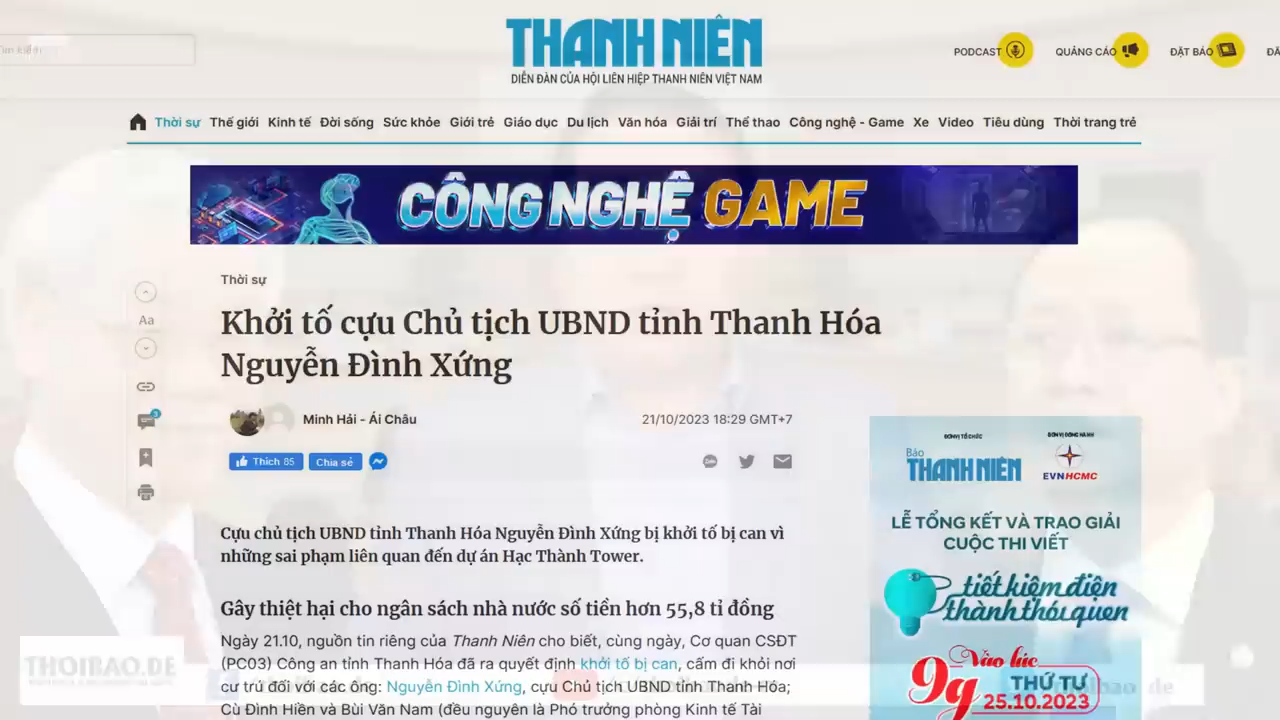 Tìm kiếm
THANH NIÊN
DIỄN ĐÀN CỦA HỘI LIÊN HIỆP THANH NIÊN VIỆT NAM
PODCAST QUẢNG CÁO ĐẶT BÁO
Thời sự Thế giới Kinh tế Đời sống Sức khỏe Giới trẻ Giáo dục Du lịch Văn hóa Giải trí Thể thao Công nghệ - Game Xe Video Tiêu dùng Thời trang trẻ
CÔNG NGHỆ GAME
Thời sự
Khởi tố cựu Chủ tịch UBND tỉnh Thanh Hóa
Nguyễn Đình Xứng
Aa
3
Minh Hải - Ái Châu 21/10/2023 18:29 GMT+7
Thích 85 Chia sẻ
Cựu chủ tịch UBND tỉnh Thanh Hóa Nguyễn Đình Xứng bị khởi tố bị can vì
những sai phạm liên quan đến dự án Hạc Thành Tower.
Gây thiệt hại cho ngân sách nhà nước số tiền hơn 55,8 tỉ đồng
Ngày 21.10, nguồn tin riêng của Thanh Niên cho biết, cùng ngày, Cơ quan CSĐT
(PC03) Công an tỉnh Thanh Hóa đã ra quyết định khởi tố bị can, cấm đi khỏi nơi
cư trú đối với các ông: Nguyễn Đình Xứng, cựu Chủ tịch UBND tỉnh Thanh Hóa;
Cù Đình Hiền và Bùi Văn Nam (đều nguyên là Phó trưởng phòng Kinh tế Tài
ĐƠN VỊ TỔ CHỨC ĐƠN VỊ ĐỒNG HÀNH
Báo
THANH NIÊN
EVNHCMC
LỄ TỔNG KẾT VÀ TRAO GIẢI
CUỘC THI VIẾT
tiết kiệm điện
thành thói quen
Vào lúc
9g THỨ TƯ
25.10.2023
THOIBAO.DE